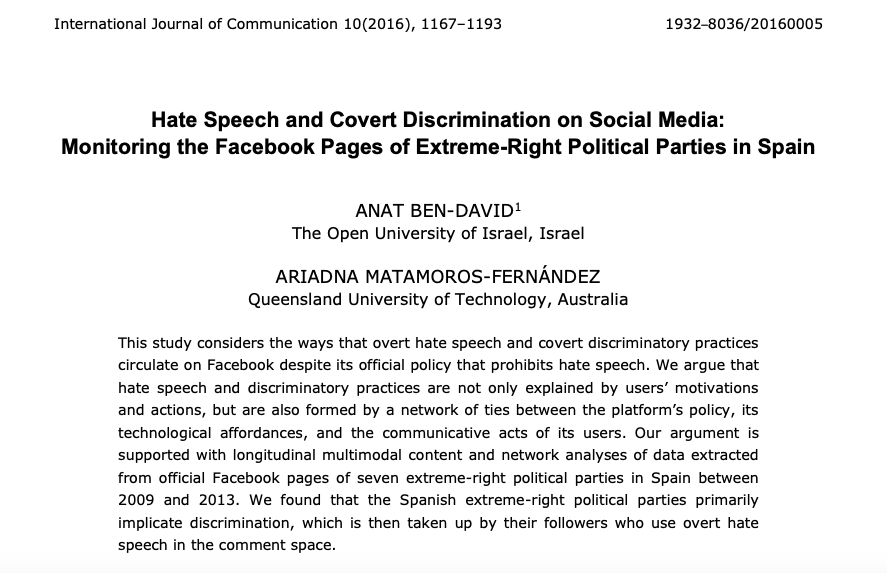 International Journal of Communication 10(2016), 1167–1193 1932–8036/20160005
Hate Speech and Covert Discrimination on Social Media:
Monitoring the Facebook Pages of Extreme-Right Political Parties in Spain
ANAT BEN-DAVID¹
The Open University of Israel, Israel
ARIADNA MATAMOROS-FERNÁNDEZ
Queensland University of Technology, Australia
This study considers the ways that overt hate speech and covert discriminatory practices
circulate on Facebook despite its official policy that prohibits hate speech. We argue that
hate speech and discriminatory practices are not only explained by users’ motivations
and actions, but are also formed by a network of ties between the platform’s policy, its
technological affordances, and the communicative acts of its users. Our argument is
supported with longitudinal multimodal content and network analyses of data extracted
from official Facebook pages of seven extreme-right political parties in Spain between
2009 and 2013. We found that the Spanish extreme-right political parties primarily
implicate discrimination, which is then taken up by their followers who use overt hate
speech in the comment space.